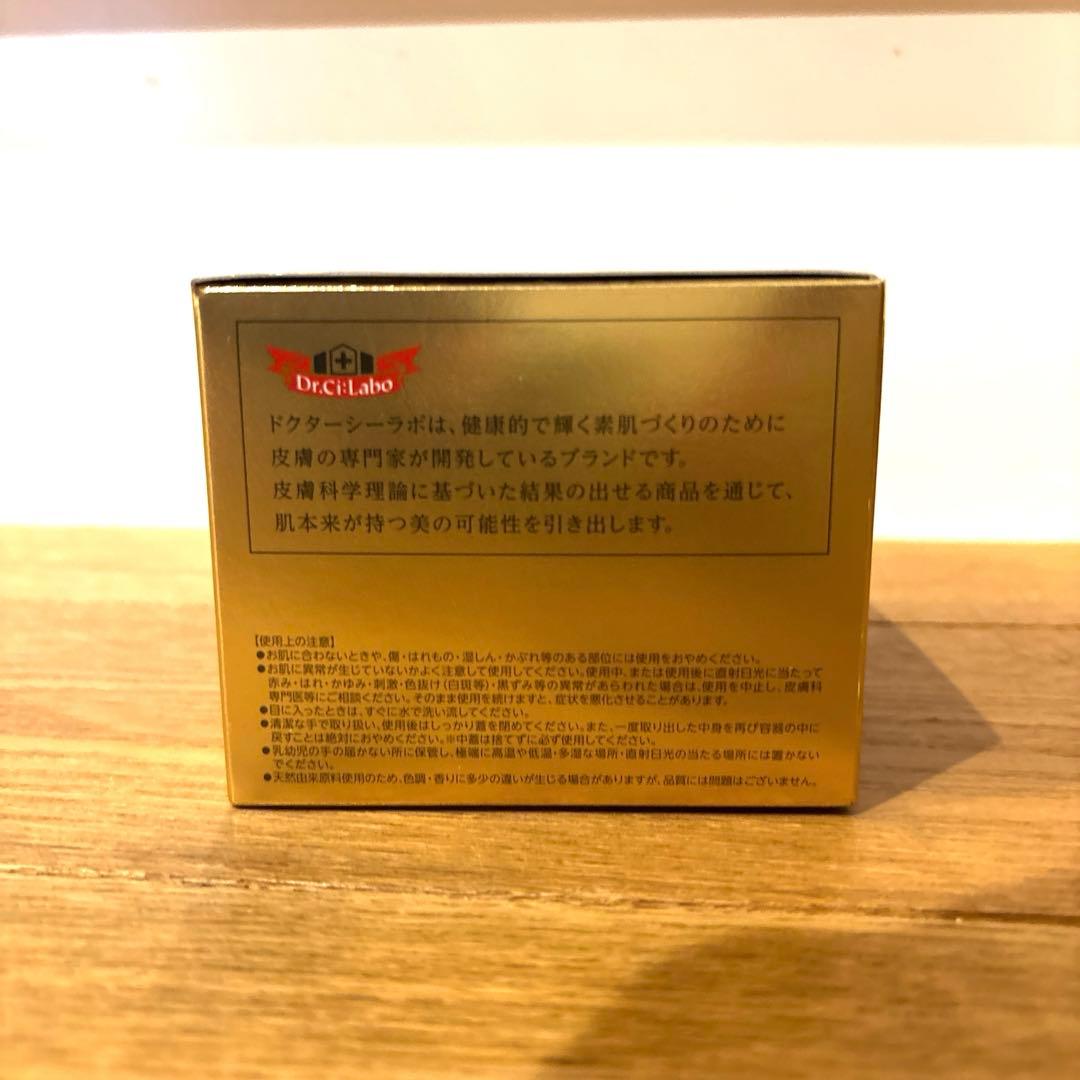 Dr.Ci:Labo
ドクターシーラボは、健康的で輝く素肌づくりのために
皮膚の専門家が開発しているブランドです。
皮膚科学理論に基づいた結果の出せる商品を通じて、
肌本来が持つ美の可能性を引き出します。
【使用上の注意】
●お肌に合わないときや、傷・はれもの・湿しん・かぶれ等のある部位には使用をおやめください。
●お肌に異常が生じていないかよく注意して使用してください。使用中、または使用後に直射日光に当たって
赤み・はれ・かゆみ・刺激・色抜け(白斑等)・黒ずみ等の異常があらわれた場合は、使用を中止し、皮膚科
専門医等にご相談ください。そのまま使用を続けますと、症状を悪化させることがあります。
●目に入ったときは、すぐに水で洗い流してください。
●清潔な手で取り扱い、使用後はしっかり蓋を閉めてください。また、一度取り出した中身を再び容器の中に
戻すことは絶対におやめください。※中蓋は捨てずに必ず使用してください。
●乳幼児の手の届かない所に保管し、極端に高温や低温・多湿な場所・直射日光の当たる場所には置かない
でください。
●天然由来原料使用のため、色調・香りに多少の違いが生じる場合がありますが、品質には問題はございません。